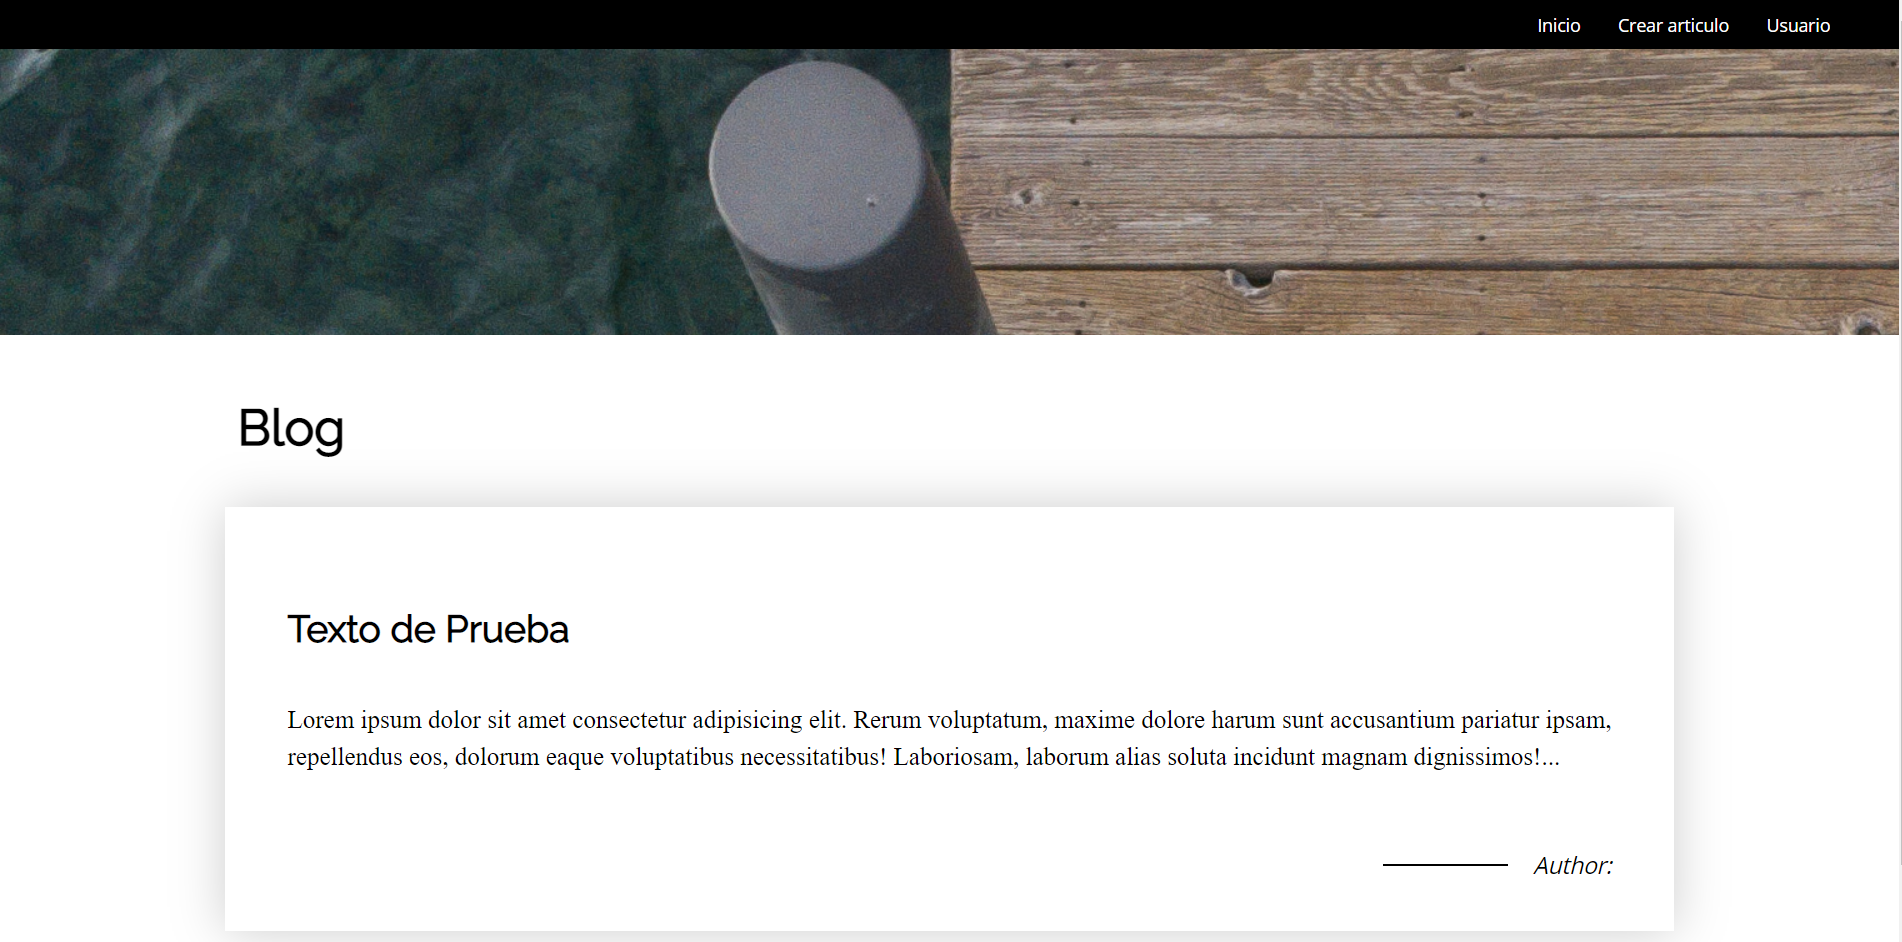 Inicio Crear articulo Usuario
Blog
Texto de Prueba
Lorem ipsum dolor sit amet consectetur adipisicing elit. Rerum voluptatum, maxime dolore harum sunt accusantium pariatur ipsam,
repellendus eos, dolorum eaque voluptatibus necessitatibus! Laboriosam, laborum alias soluta incidunt magnam dignissimos!...
Author: